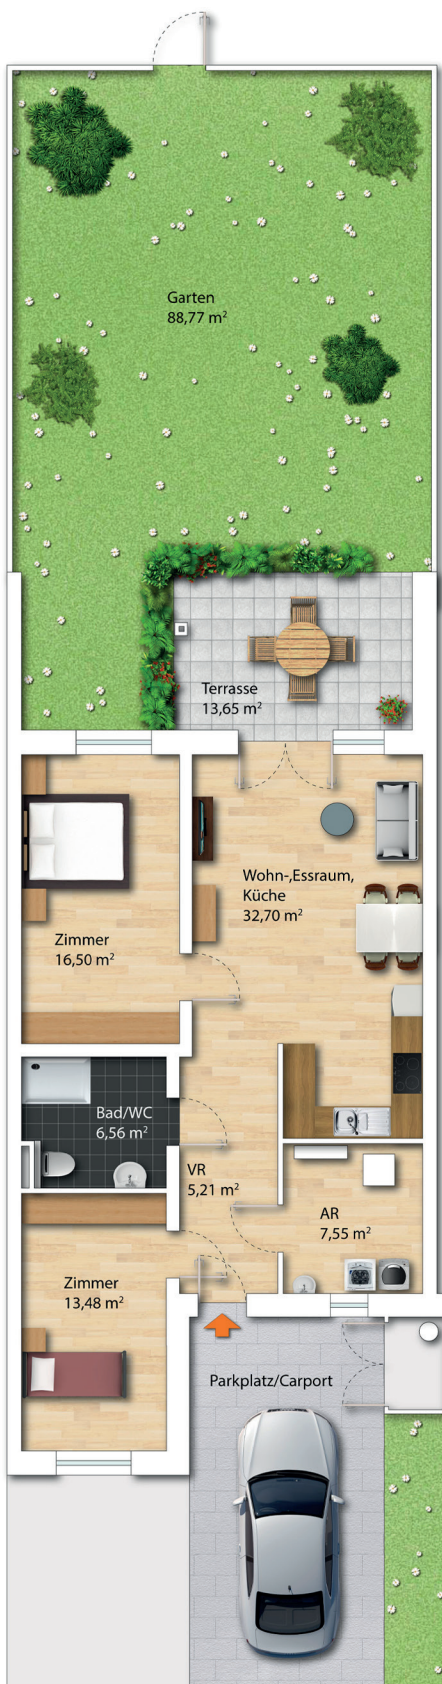 Garten
88,77 m²
Terrasse
13,65 m²
Wohn-,Essraum,
Küche
32,70 m²
Zimmer
16,50 m²
Bad/WC
6,56 m²
VR
5,21 m²
AR
7,55 m²
Zimmer
13,48 m²
Parkplatz/Carport